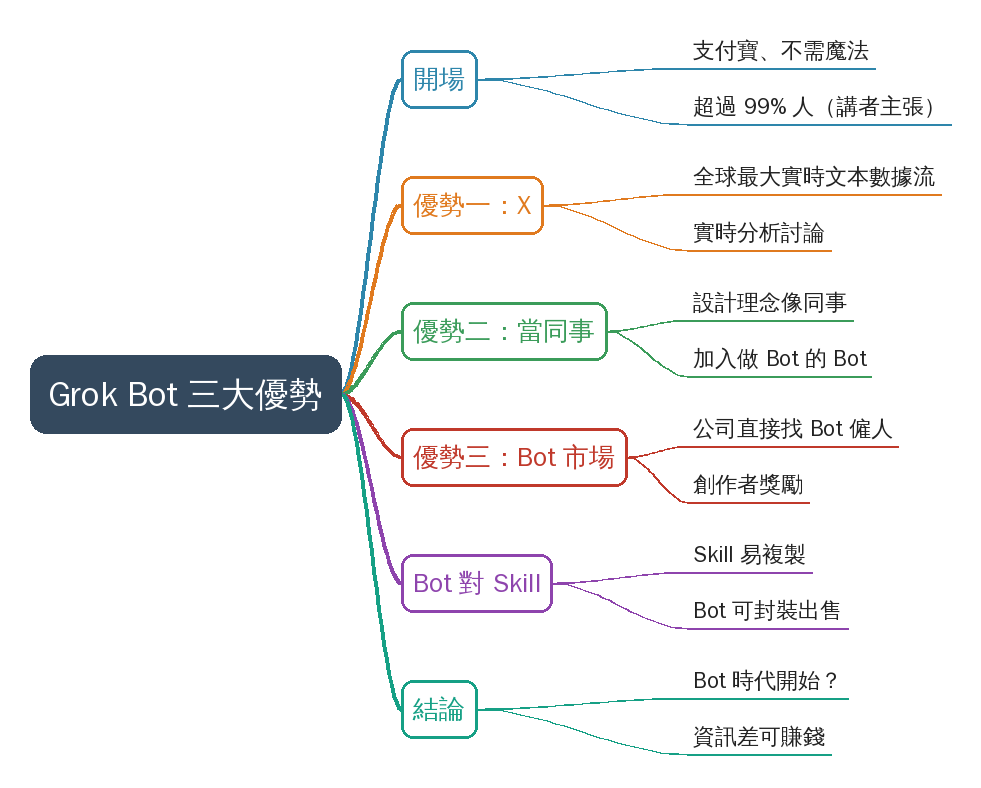 Grok Bot 三大優勢
開場
支付寶、不需魔法
超過 99% 人（講者主張）
優勢一：X
全球最大實時文本數據流
實時分析討論
優勢二：當同事
設計理念像同事
加入做 Bot 的 Bot
優勢三：Bot 市場
公司直接找 Bot 僱人
創作者獎勵
Bot 對 Skill
Skill 易複製
Bot 可封裝出售
結論
Bot 時代開始？
資訊差可賺錢